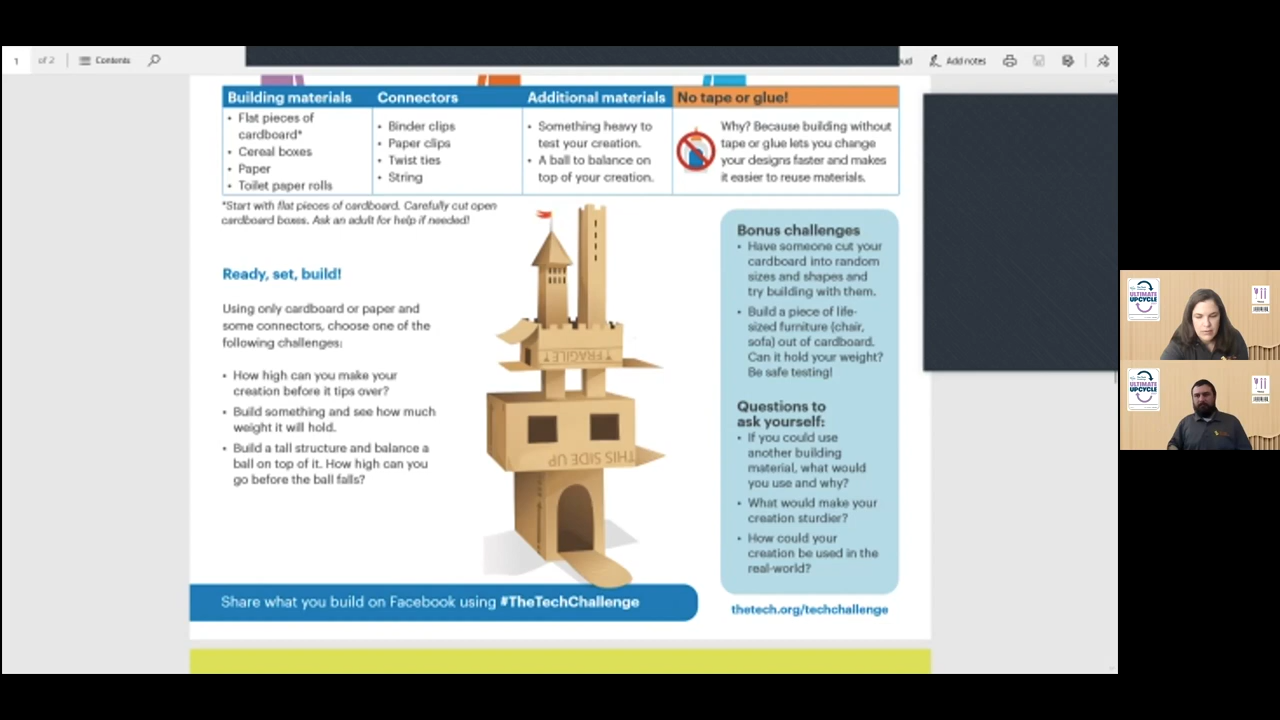 1 of 2 Contents
Add notes
Building materials Connectors Additional materials No tape or glue!
• Flat pieces of
cardboard*
• Cereal boxes
• Paper
• Toilet paper rolls
• Binder clips
• Paper clips
• Twist ties
• String
• Something heavy to
test your creation.
• A ball to balance on
top of your creation.
Why? Because building without
tape or glue lets you change
your designs faster and makes
it easier to reuse materials.
*Start with flat pieces of cardboard. Carefully cut open
cardboard boxes. Ask an adult for help if needed!
Ready, set, build!
Using only cardboard or paper and
some connectors, choose one of the
following challenges:
• How high can you make your
creation before it tips over?
• Build something and see how much
weight it will hold.
• Build a tall structure and balance a
ball on top of it. How high can you
go before the ball falls?
FRAGILE
THIS SIDE UP
Bonus challenges
• Have someone cut your
cardboard into random
sizes and shapes and
try building with them.
• Build a piece of life-
sized furniture (chair,
sofa) out of cardboard.
Can it hold your weight?
Be safe testing!
Questions to
ask yourself:
• If you could use
another building
material, what would
you use and why?
• What would make your
creation sturdier?
• How could your
creation be used in the
real-world?
Share what you build on Facebook using #TheTechChallenge
thetech.org/techchallenge
ULTIMATE
UPCYCLE
ULTIMATE
UPCYCLE